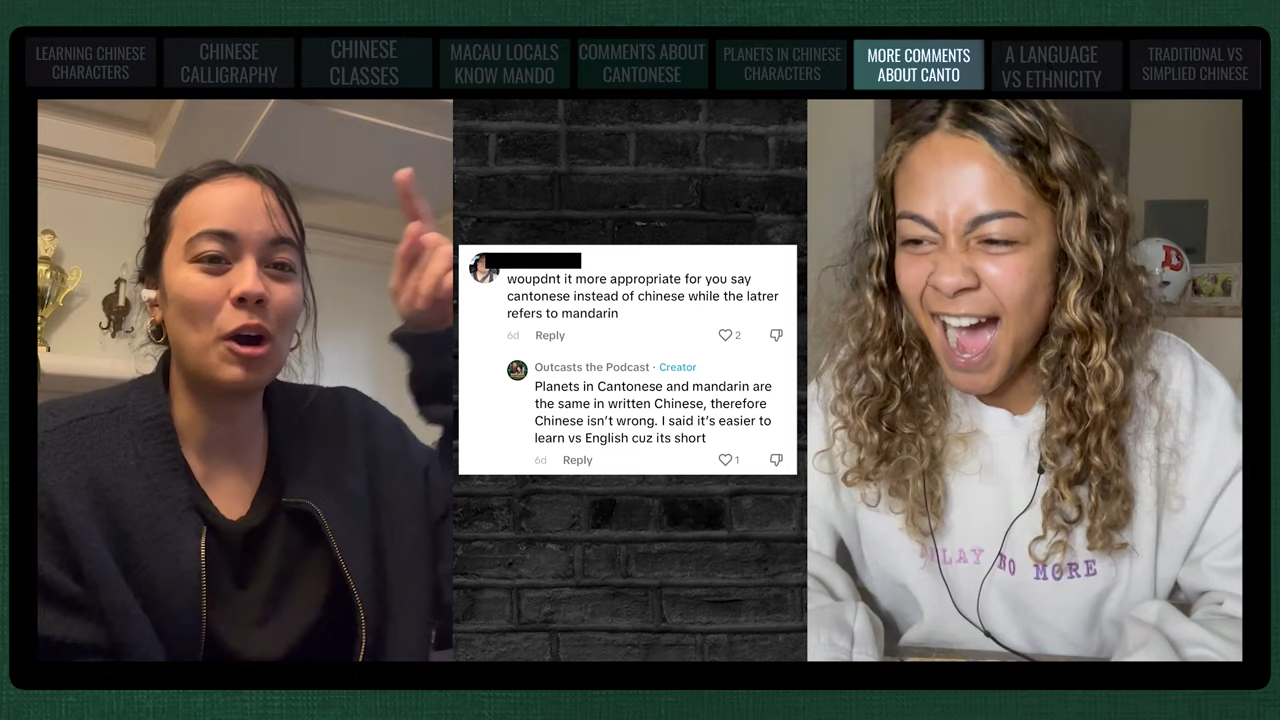 LEARNING CHINESE
CHARACTERS
CHINESE
CALLIGRAPHY
CHINESE
CLASSES
MACAU LOCALS
KNOW MANDO
COMMENTS ABOUT
CANTONESE
PLANETS IN CHINESE
CHARACTERS
MORE COMMENTS
ABOUT CANTO
A LANGUAGE
VS ETHNICITY
TRADITIONAL VS
SIMPLIED CHINESE
woupdnt it more appropriate for you say
cantonese instead of chinese while the latrer
refers to mandarin
6d Reply 2
Outcasts the Podcast · Creator
Planets in Cantonese and mandarin are
the same in written Chinese, therefore
Chinese isn't wrong. I said it's easier to
learn vs English cuz its short
6d Reply 1
PLAY NO MORE